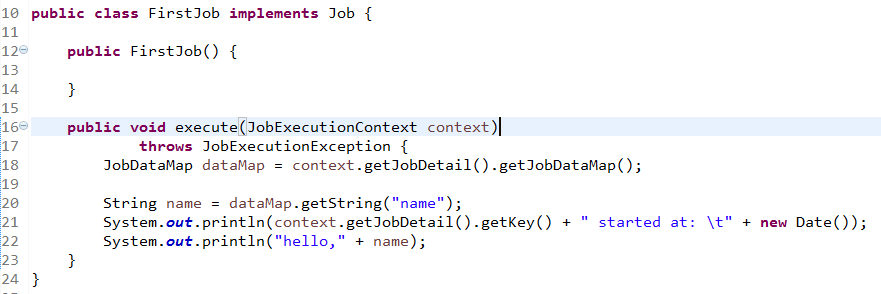 10 public class FirstJob implements Job {
11
12 public FirstJob() {
13
14 }
15
16 public void execute(JobExecutionContext context)
17 throws JobExecutionException {
18 JobDataMap dataMap = context.getJobDetail().getJobDataMap();
19
20 String name = dataMap.getString("name");
21 System.out.println(context.getJobDetail().getKey() + " started at: \t" + new Date());
22 System.out.println("hello," + name);
23 }
24 }